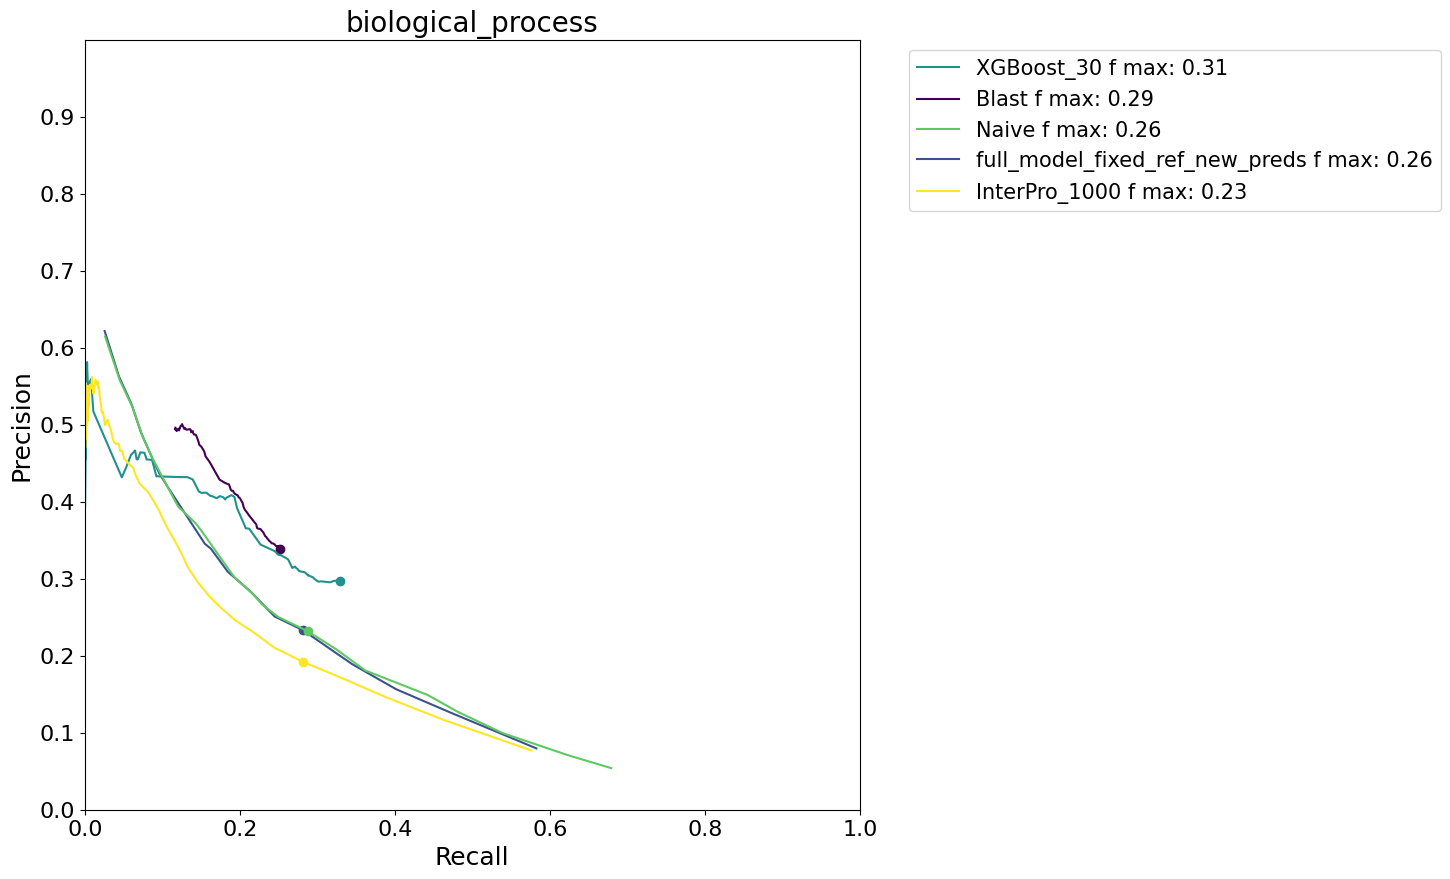 biological_process
XGBoost_30 f max: 0.31
Blast f max: 0.29
Naive f max: 0.26
full_model_fixed_ref_new_preds f max: 0.26
InterPro_1000 f max: 0.23
Precision
0.9
0.8
0.7
0.6
0.5
0.4
0.3
0.2
0.1
0.0
0.0 0.2 0.4 0.6 0.8 1.0
Recall